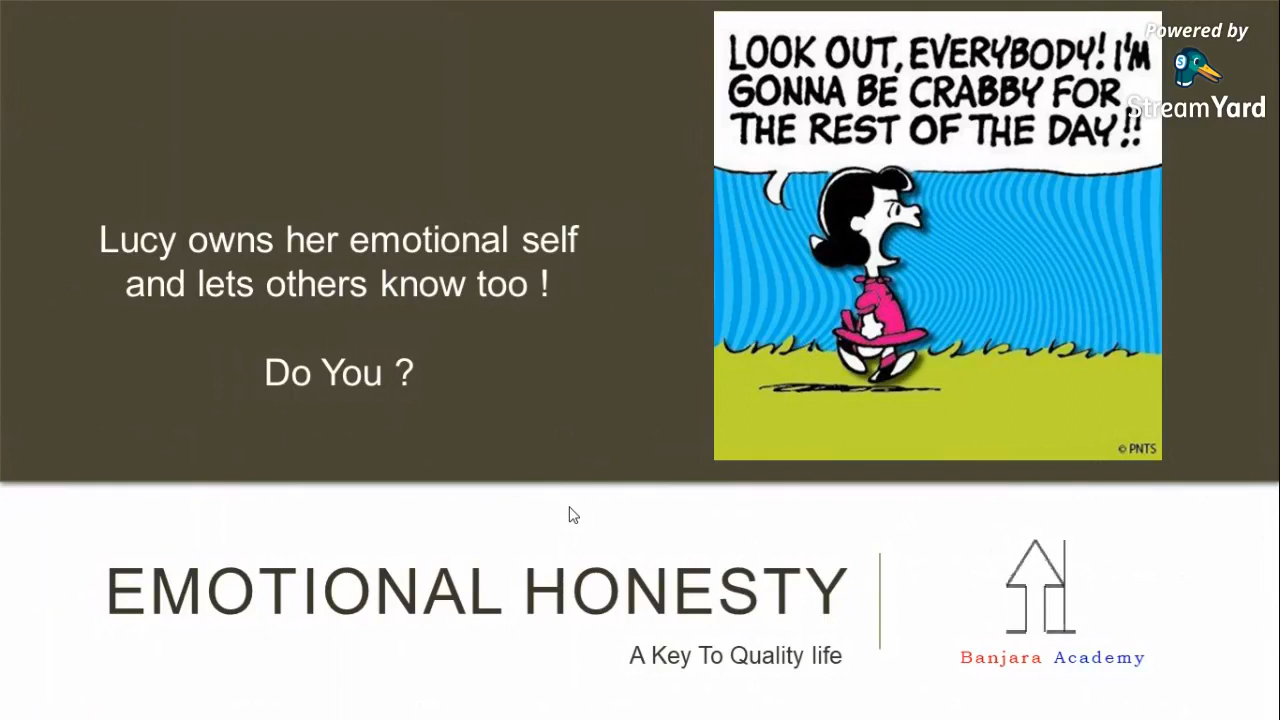 LOOK OUT, EVERYBODY! I'M
GONNA BE CRABBY FOR
THE REST OF THE DAY!!
Powered by
StreamYard
Lucy owns her emotional self
and lets others know too !
Do You ?
© PNTS
EMOTIONAL HONESTY
A Key To Quality life
Banjara Academy